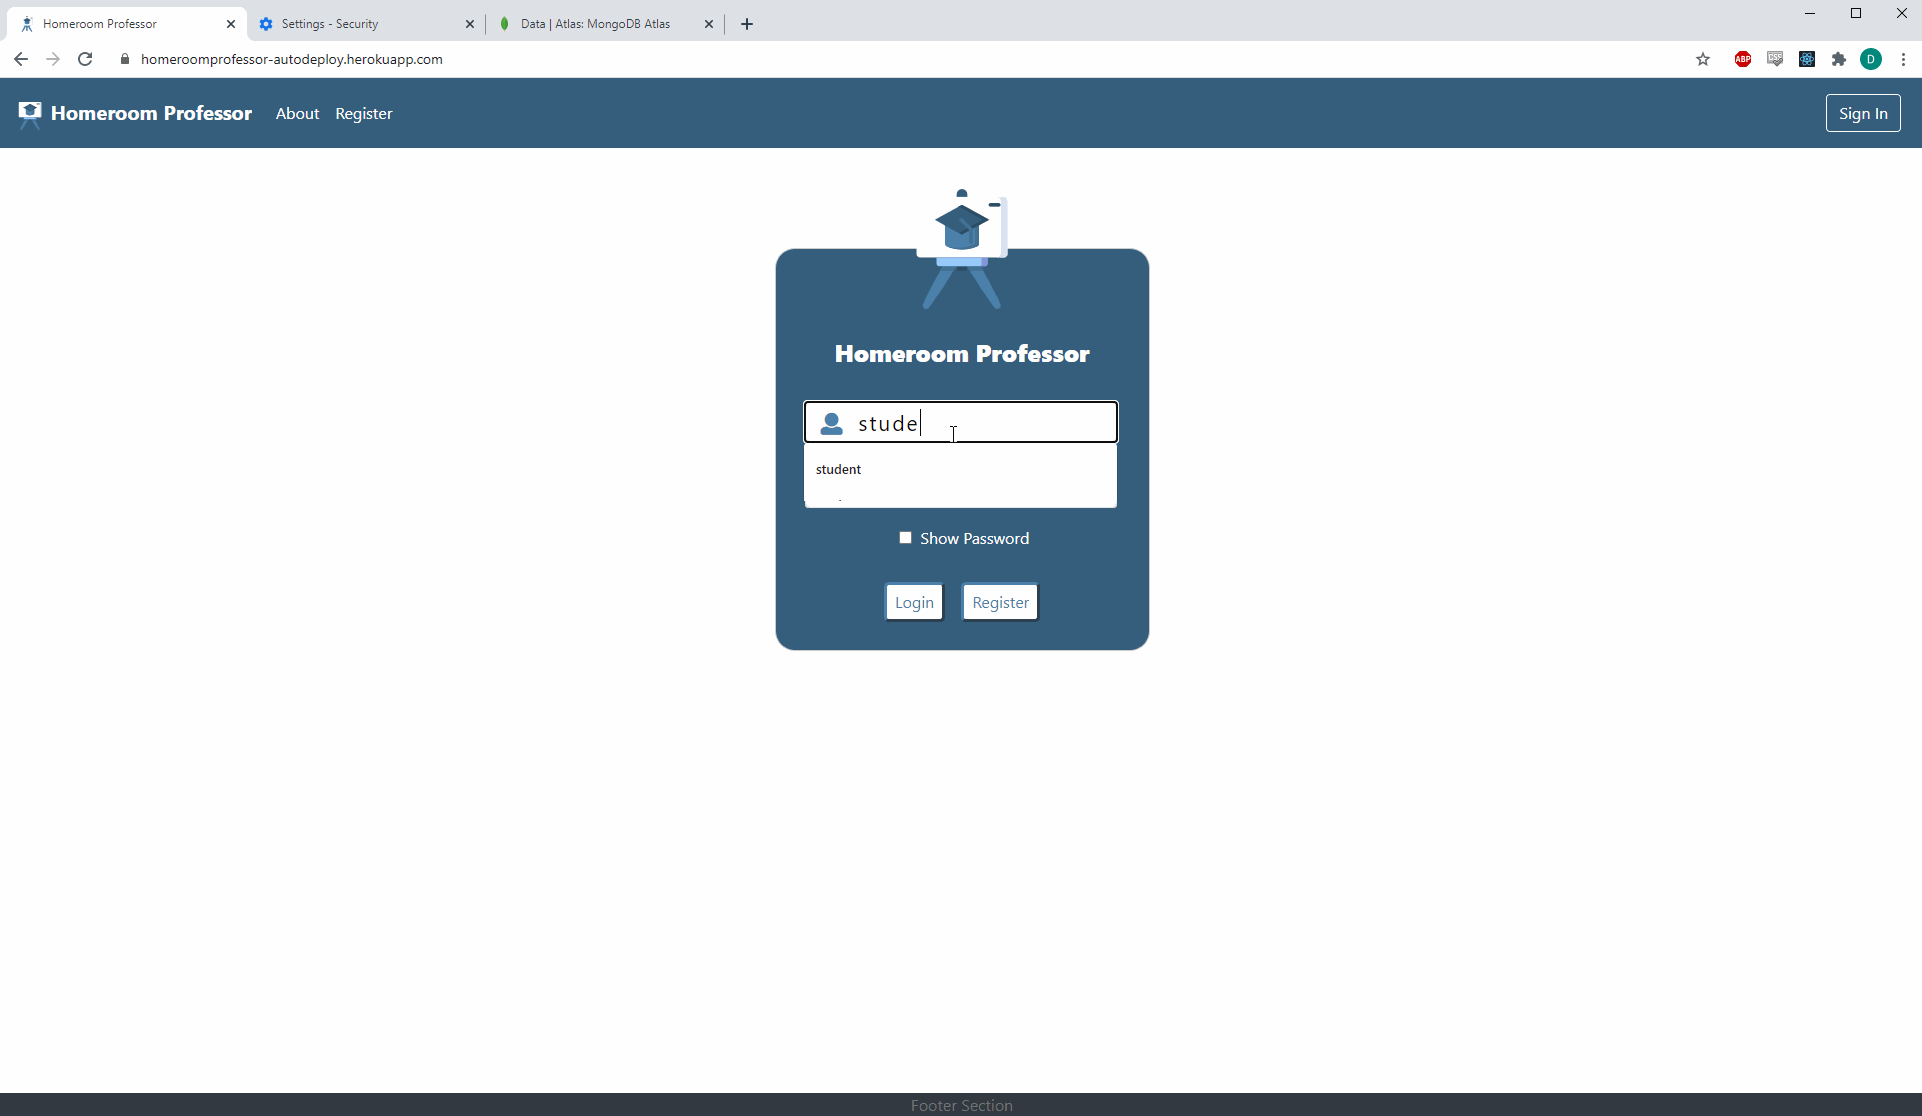 Homeroom Professor
Settings - Security
Data | Atlas: MongoDB Atlas
homeroomprofessor-autodeploy.herokuapp.com
ABP
CSS
D
Homeroom Professor
About
Register
Sign In
Homeroom Professor
stude
student
Show Password
Login
Register
Footer Section